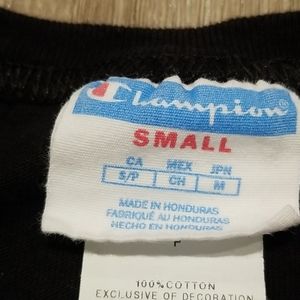 Champion
SMALL
CA MEX JPN
S/P CH M
MADE IN HONDURAS
FABRIQUÉ AU HONDURAS
HECHO EN HONDURAS
100% COTTON
EXCLUSIVE OF DECORATION